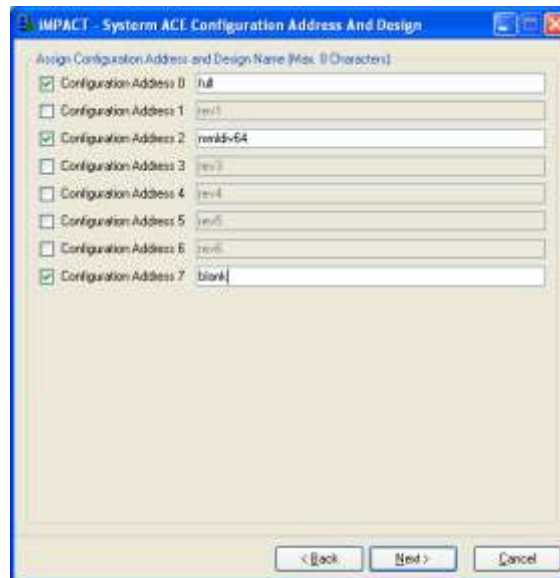 iMPACT - Systerm ACE Configuration Address And Design
Assign Configuration Address and Design Name (Max. 8 Characters)
Configuration Address 0 full
Configuration Address 1 rev1
Configuration Address 2
Configuration Address 3 rev3
Configuration Address 4 rev4
Configuration Address 5 rev5
Configuration Address 6 rev6
Configuration Address 7 blank
< Back Next > Cancel